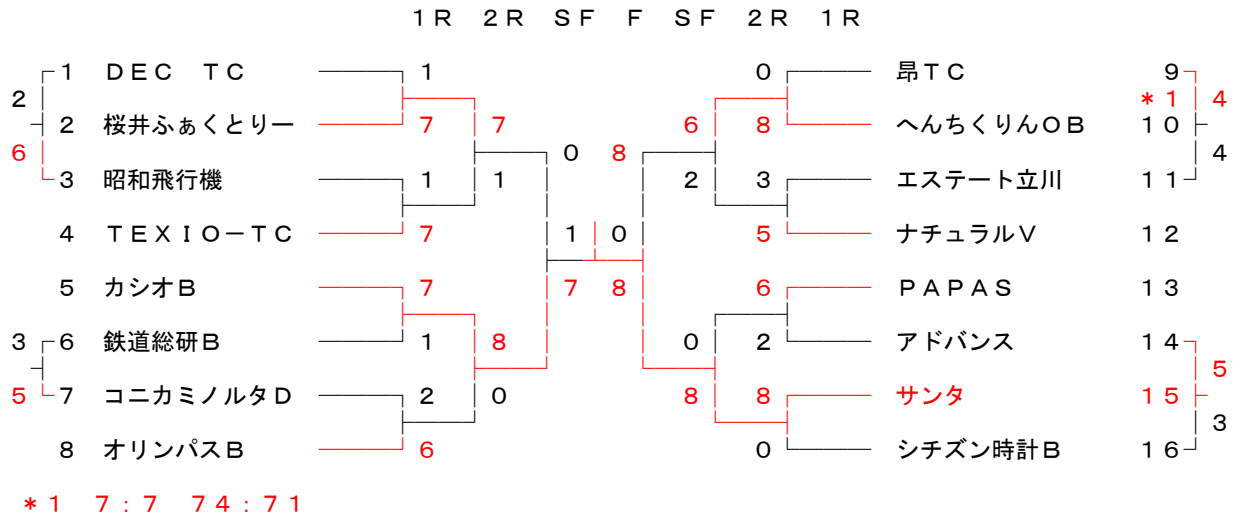 １Ｒ ２Ｒ ＳＦ Ｆ ＳＦ ２Ｒ １Ｒ
１ ＤＥＣ ＴＣ １ ０ 昴ＴＣ ９
２ ＊１ ４
２ 桜井ふぁくとりー ７ ７ ６ ８ へんちくりんＯＢ １０
６ ０ ８ ４
３ 昭和飛行機 １ １ ２ ３ エステート立川 １１
４ ＴＥＸＩＯ－ＴＣ ７ １ ０ ５ ナチュラルＶ １２
５ カシオＢ ７ ７ ８ ６ ＰＡＰＡＳ １３
３ ６ 鉄道総研Ｂ １ ８ ０ ２ アドバンス １４
５
５ ７ コニカミノルタＤ ２ ０ ８ ８ サンタ １５
３
８ オリンパスＢ ６ ０ シチズン時計Ｂ １６
＊１ ７：７ ７４：７１